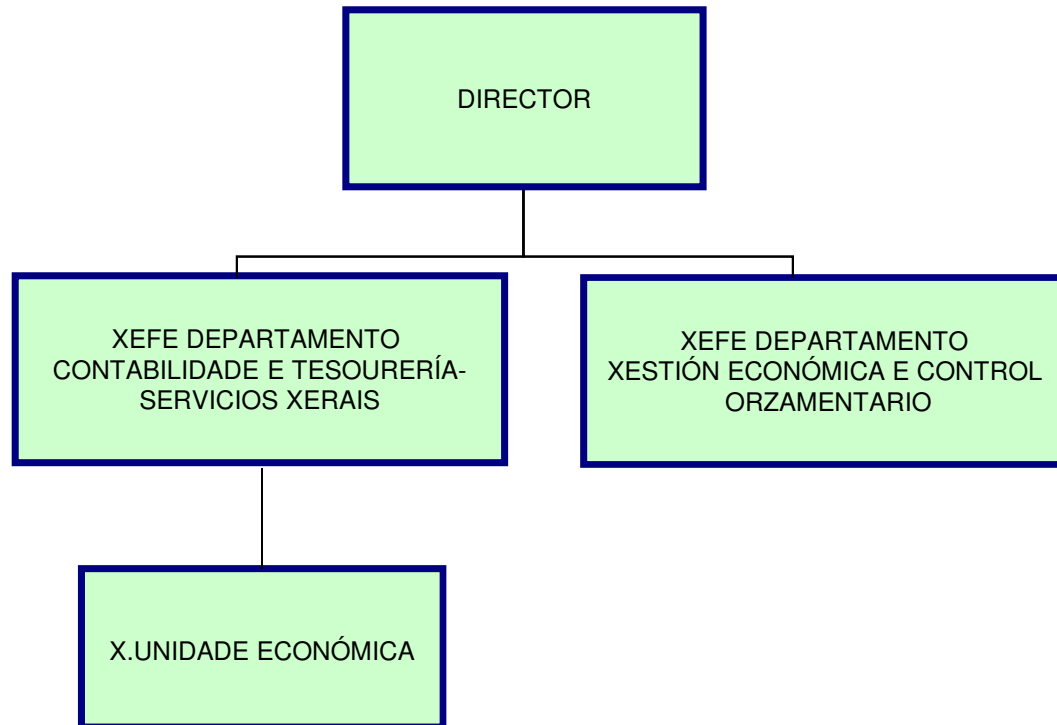 DIRECTOR
XEFE DEPARTAMENTO
CONTABILIDADE E TESOURERÍA-
SERVICIOS XERAIS
XEFE DEPARTAMENTO
XESTIÓN ECONÓMICA E CONTROL
ORZAMENTARIO
X.UNIDADE ECONÓMICA